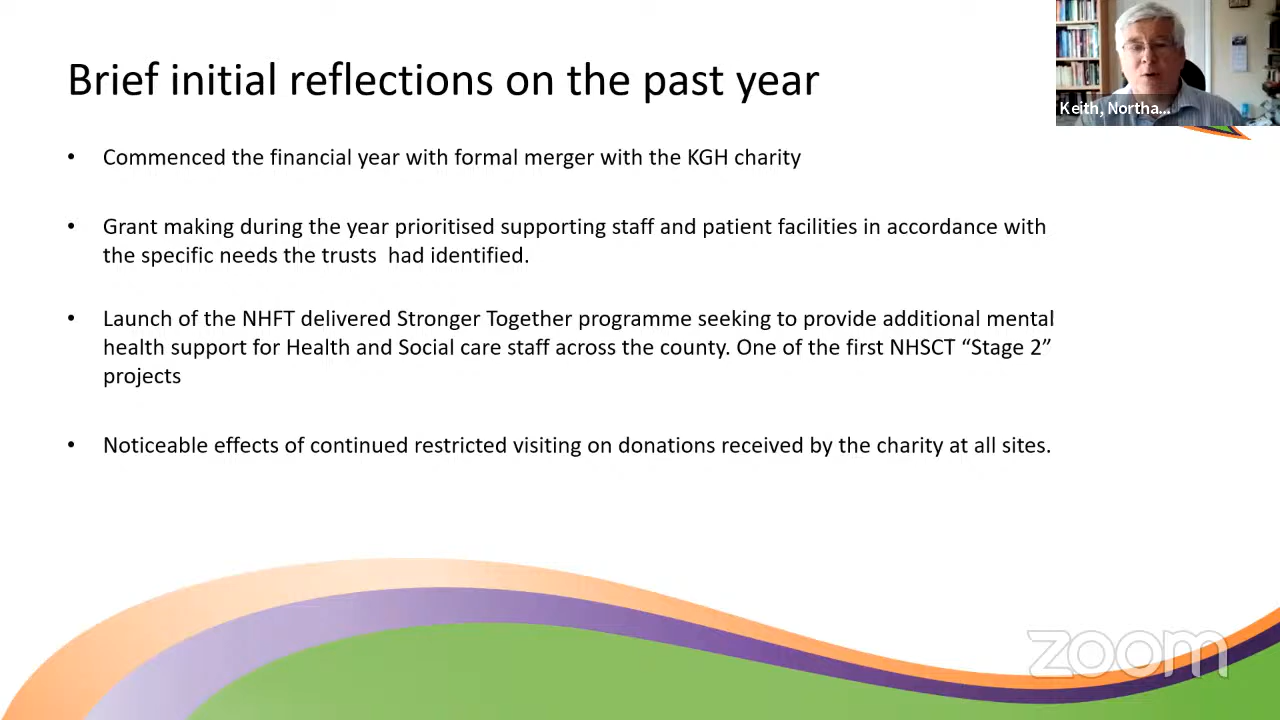 Brief initial reflections on the past year
Keith, Northa...
• Commenced the financial year with formal merger with the KGH charity
• Grant making during the year prioritised supporting staff and patient facilities in accordance with
the specific needs the trusts  had identified.
• Launch of the NHFT delivered Stronger Together programme seeking to provide additional mental
health support for Health and Social care staff across the county. One of the first NHSCT “Stage 2”
projects
• Noticeable effects of continued restricted visiting on donations received by the charity at all sites.
zoom